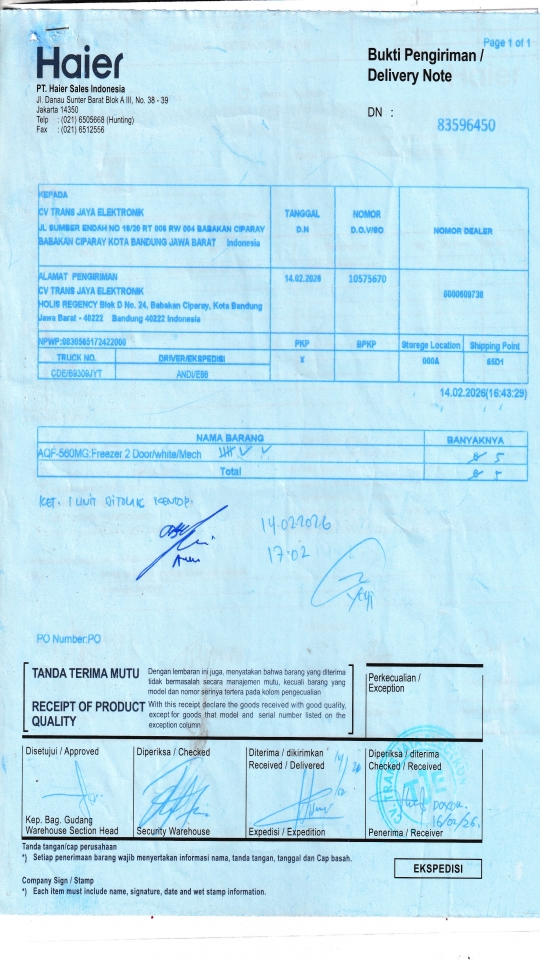 Page 1 of 1
Haier
Bukti Pengiriman /
Delivery Note
PT. Haier Sales Indonesia
Jl. Danau Sunter Barat Blok A III, No. 38 - 39
Jakarta 14350
Telp : (021) 6505668 (Hunting)
Fax : (021) 6512556
DN :
83596450
KEPADA
CV TRANS JAYA ELEKTRONIK
JL SUMBER ENDAH NO 18/20 RT 006 RW 004 BABAKAN CIPARAY
BABAKAN CIPARAY KOTA BANDUNG JAWA BARAT Indonesia
TANGGAL
D.N
NOMOR
D.O.V/SO
NOMOR DEALER
ALAMAT PENGIRIMAN
CV TRANS JAYA ELEKTRONIK
HOLIS REGENCY Blok D No. 24, Babakan Ciparay, Kota Bandung
Jawa Barat - 40222 Bandung 40222 Indonesia
14.02.2026
10575670
NPWP:0830565172422000
PKP
BPKP
Storege Location
Shipping Point
TRUCK NO.
DRIVER/EKSPEDISI
X
000A
65D1
14.02.2026(16:43:29)
NAMA BARANG
BANYAKNYA
AQF-560MG:Freezer 2 Door/white/Mech
5
Total
KET. 1 UNIT DITOLAK
14.02.2026
17.02
PO Number:PO
TANDA TERIMA MUTU
Dengan lembaran ini juga, menyatakan bahwa barang yang diterima
tidak bermasalah secara manajemen mutu, kecuali barang yang
model dan nomor serinya tertera pada kolom pengecualian
RECEIPT OF PRODUCT
QUALITY
With this receipt declare the goods received with good quality,
except for goods that model and serial number listed on the
exception column
Perkecualian /
Exception
Disetujui / Approved
Diperiksa / Checked
Diterima / dikirimkan
Received / Delivered
Diperiksa / diterima
Checked / Received
16/02/26.
Kep. Bag. Gudang
Warehouse Section Head
Security Warehouse
Expedisi / Expedition
Penerima / Receiver
Tanda tangan/cap perusahaan
*) Setiap penerimaan barang wajib menyertakan informasi nama, tanda tangan, tanggal dan Cap basah.
Company Sign / Stamp
*) Each item must include name, signature, date and wet stamp information.
EKSPEDISI